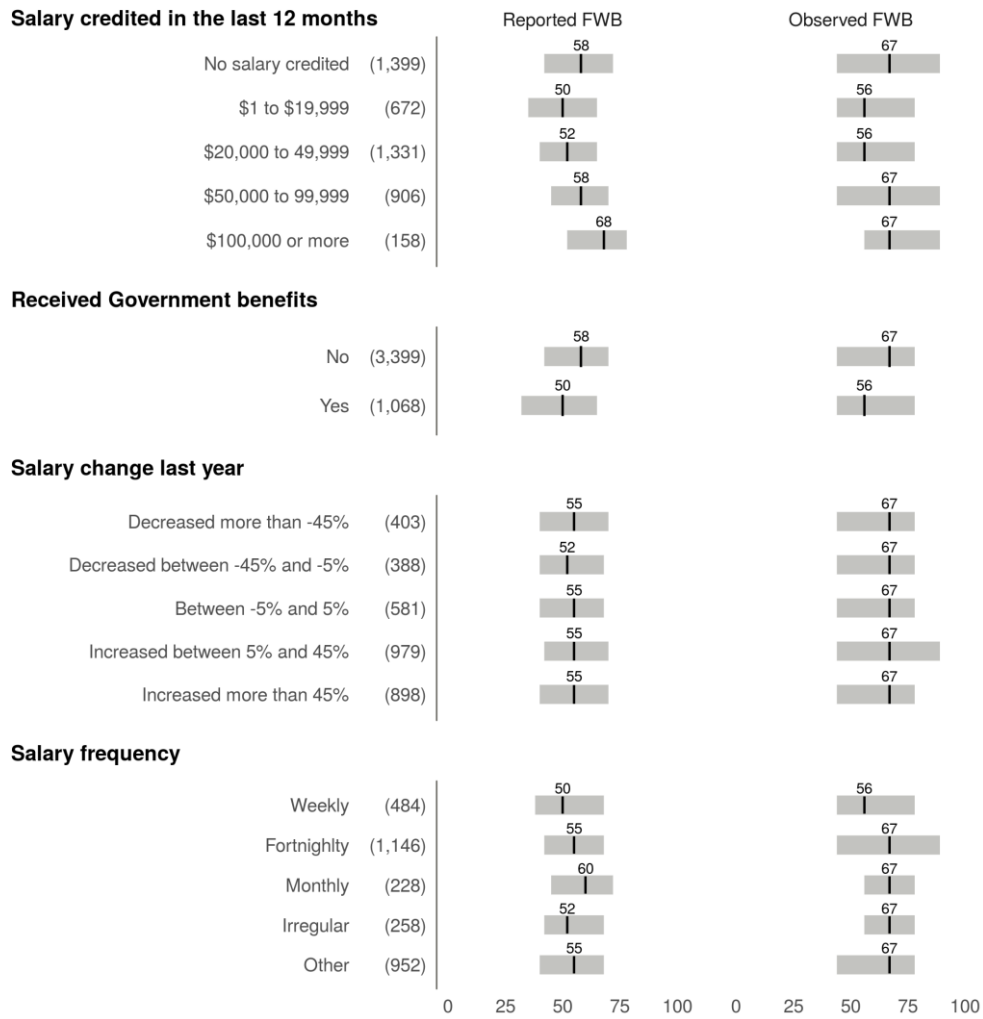 Salary credited in the last 12 months Reported FWB Observed FWB
58 67
No salary credited (1,399)
50 56
$1 to $19,999 (672)
52 56
$20,000 to 49,999 (1,331)
58 67
$50,000 to 99,999 (906)
68 67
$100,000 or more (158)
Received Government benefits
58 67
No (3,399)
50 56
Yes (1,068)
Salary change last year
55 67
Decreased more than -45% (403)
52 67
Decreased between -45% and -5% (388)
55 67
Between -5% and 5% (581)
55 67
Increased between 5% and 45% (979)
55 67
Increased more than 45% (898)
Salary frequency
50 56
Weekly (484)
55 67
Fortnighlty (1,146)
60 67
Monthly (228)
52 67
Irregular (258)
55 67
Other (952)
0 25 50 75 100 0 25 50 75 100